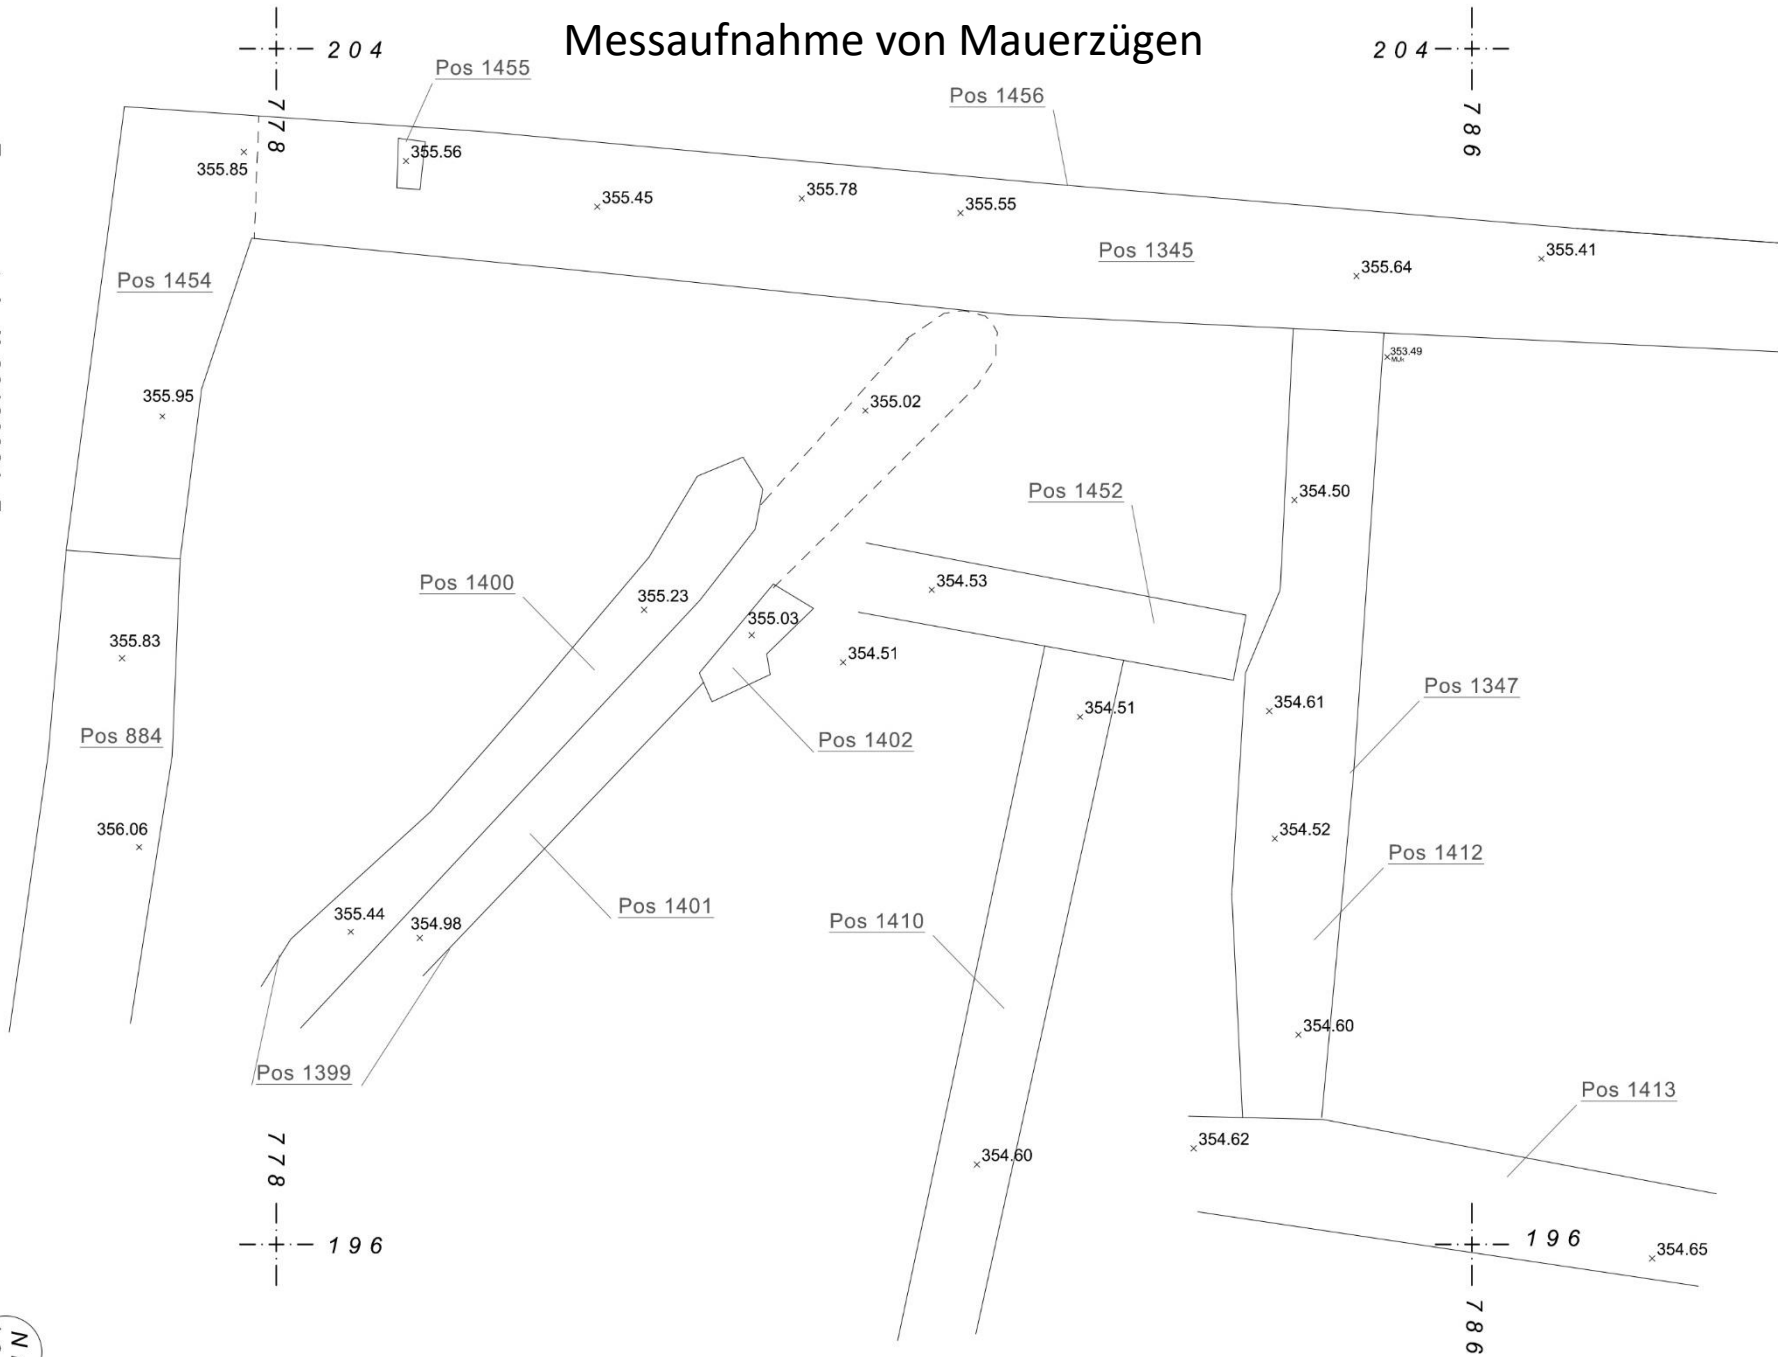 Messaufnahme von Mauerzügen
204
204
778
786
Pos 1455
Pos 1456
355.85
355.56
355.45
355.78
355.55
Pos 1345
355.64
355.41
Pos 1454
353.49
355.95
355.02
Pos 1452
354.50
Pos 1400
355.23
354.53
355.03
354.51
355.83
354.51
354.61
Pos 1347
Pos 884
Pos 1402
356.06
354.52
Pos 1412
355.44
354.98
Pos 1401
Pos 1410
354.60
Pos 1399
Pos 1413
778
354.60
354.62
196
196
354.65
786
N